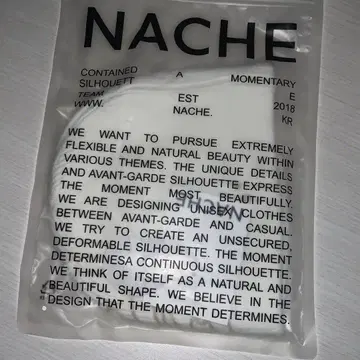 NACHE
CONTAINED A MOMENTARY
SILHOUETT E
TEAM EST 2018
WWW. NACHE. KR
WE WANT TO PURSUE EXTREMELY
FLEXIBLE AND NATURAL BEAUTY WITHIN
VARIOUS THEMES. THE UNIQUE DETAILS
AND AVANT-GARDE SILHOUETTE EXPRESS
THE MOMENT MOST BEAUTIFULLY.
WE ARE DESIGNING UNISEX CLOTHES
BETWEEN AVANT-GARDE AND CASUAL.
WE TRY TO CREATE AN UNSECURED,
DEFORMABLE SILHOUETTE. THE MOMENT
DETERMINESA CONTINUOUS SILHOUETTE.
WE THINK OF ITSELF AS A NATURAL AND
BEAUTIFUL SHAPE. WE BELIEVE IN THE
DESIGN THAT THE MOMENT DETERMINES.